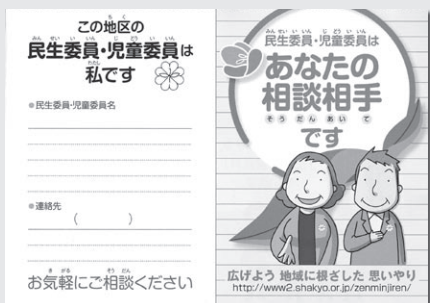 この地区の
民生委員・児童委員は
私です
●民生委員・児童委員名
●連絡先
(　　　)
お気軽にご相談ください
民生委員・児童委員は
あなたの
相談相手
です
広げよう 地域に根ざした 思いやり
http://www2.shakyo.or.jp/zenminjiren/